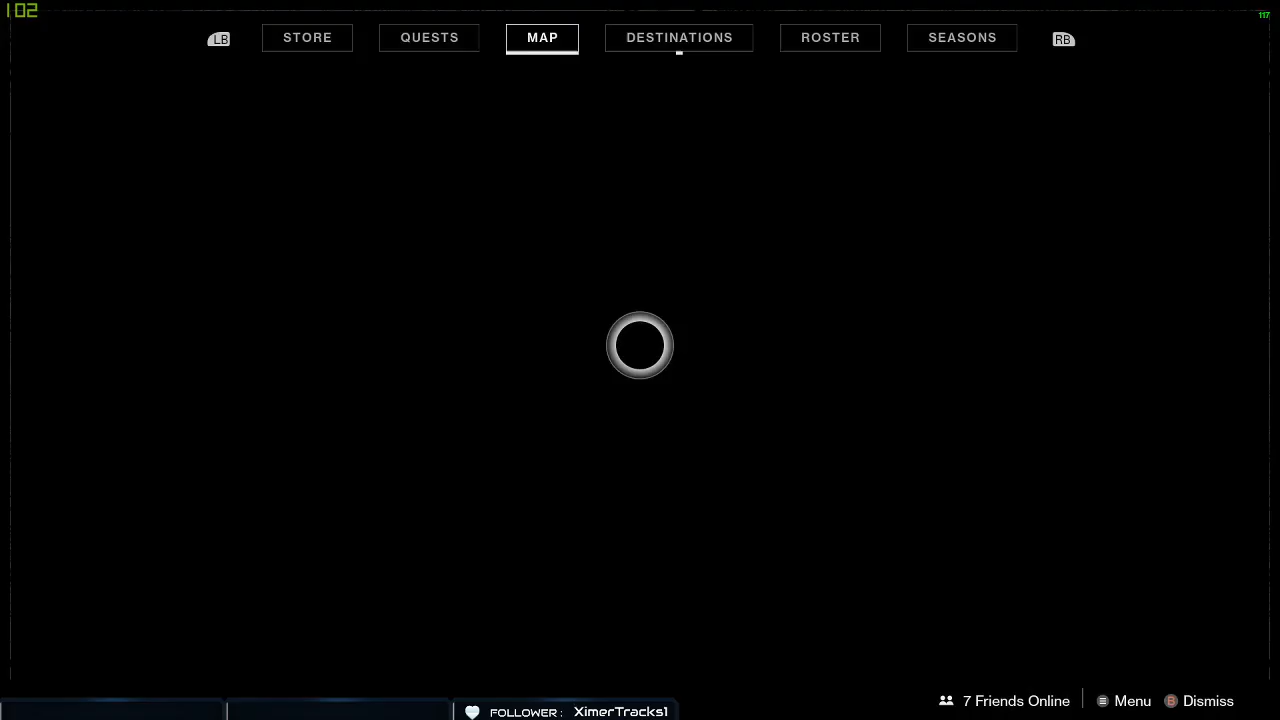 102
117
LB STORE QUESTS MAP DESTINATIONS ROSTER SEASONS RB
7 Friends Online Menu B Dismiss
FOLLOWER: XimerTracks1